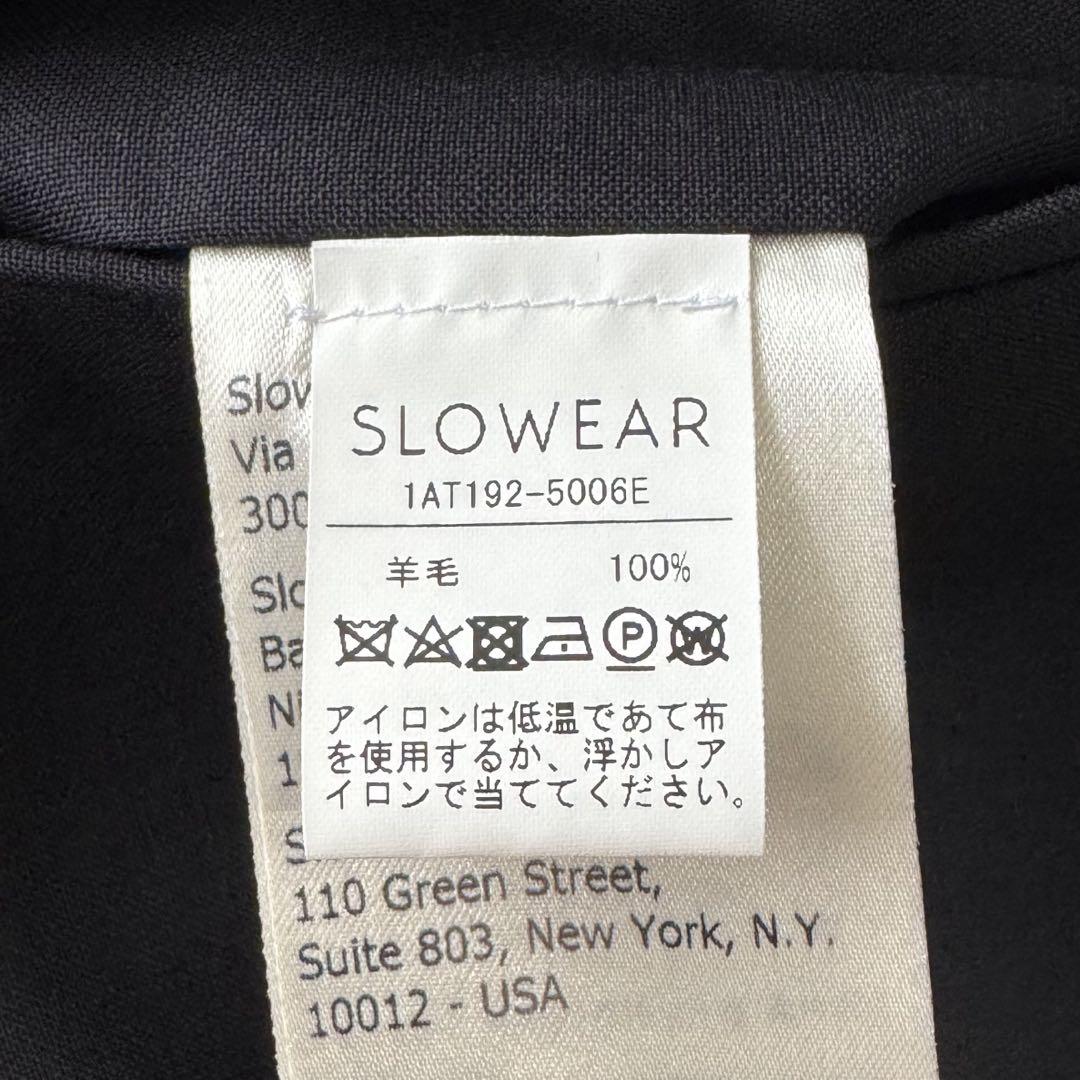 SLOWEAR
1AT192-5006E
羊毛 100%
P W
アイロンは低温であて布
を使用するか、浮かしア
イロンで当ててください。
Via
110 Green Street,
Suite 803, New York, N.Y.
10012 - USA